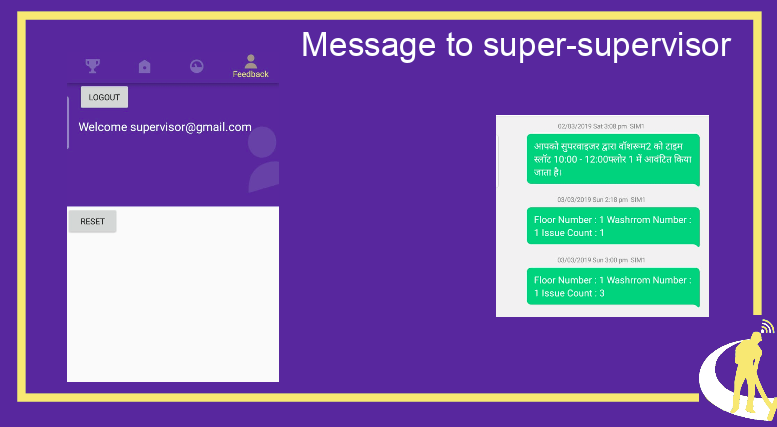 Message to super-supervisor
Feedback
LOGOUT
Welcome supervisor@gmail.com
RESET
02/03/2019 Sat 3:08 pm SIM1
आपको सुपरवाइजर द्वारा वॉशरूम2 को टाइम
स्लॉट 10:00 - 12:00फ्लोर 1 में आवंटित किया
जाता है।
03/03/2019 Sun 2:18 pm SIM1
Floor Number : 1 Washrrom Number :
1 Issue Count : 1
03/03/2019 Sun 3:00 pm SIM1
Floor Number : 1 Washrrom Number :
1 Issue Count : 3